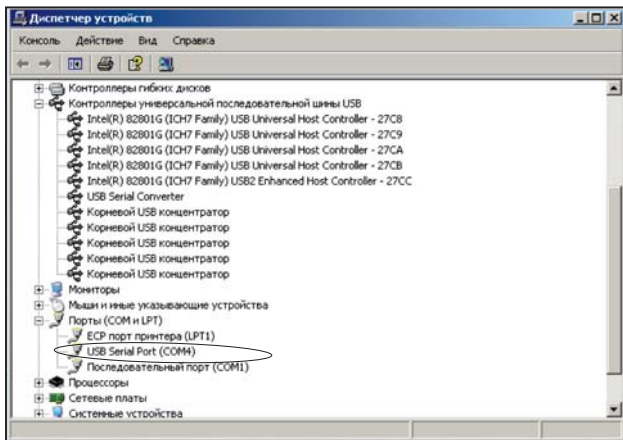 Диспетчер устройств
Консоль Действие Вид Справка
Контроллеры гибких дисков
Контроллеры универсальной последовательной шины USB
Intel(R) 82801G (ICH7 Family) USB Universal Host Controller - 27C8
Intel(R) 82801G (ICH7 Family) USB Universal Host Controller - 27C9
Intel(R) 82801G (ICH7 Family) USB Universal Host Controller - 27CA
Intel(R) 82801G (ICH7 Family) USB Universal Host Controller - 27CB
Intel(R) 82801G (ICH7 Family) USB2 Enhanced Host Controller - 27CC
USB Serial Converter
Корневой USB концентратор
Корневой USB концентратор
Корневой USB концентратор
Корневой USB концентратор
Корневой USB концентратор
Мониторы
Мыши и иные указывающие устройства
Порты (COM и LPT)
ECP порт принтера (LPT1)
USB Serial Port (COM4)
Последовательный порт (COM1)
Процессоры
Сетевые платы
Системные устройства